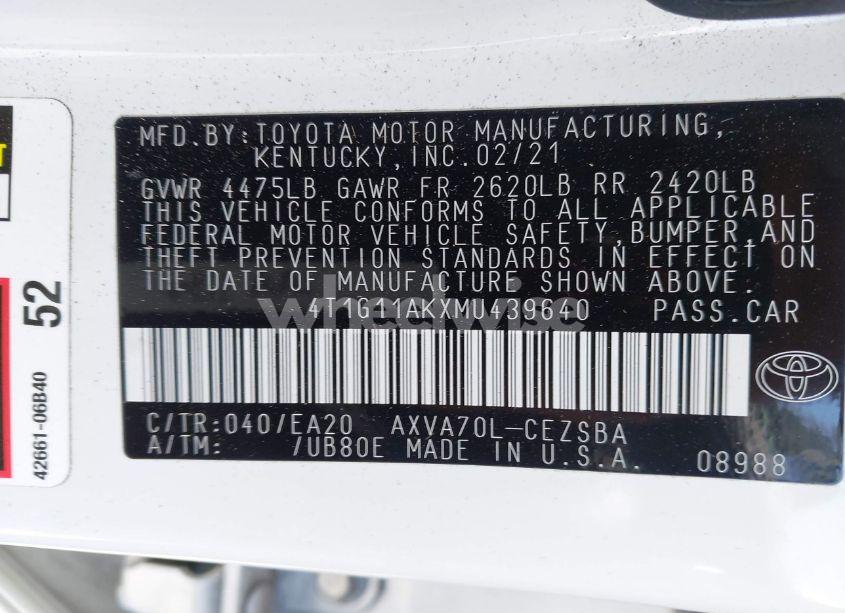 MFD.BY:TOYOTA MOTOR MANUFACTURING,
KENTUCKY,INC.02/21
GVWR 4475LB GAWR FR 2620LB RR 2420LB
THIS VEHICLE CONFORMS TO ALL APPLICABLE
FEDERAL MOTOR VEHICLE SAFETY,BUMPER,AND
THEFT PREVENTION STANDARDS IN EFFECT ON
THE DATE OF MANUFACTURE SHOWN ABOVE.
4T1G11AKXMU439640 PASS.CAR
C/TR:040/EA20 AXVA70L-CEZSBA
A/TM: /UB80E MADE IN U.S.A. 08988
52
42661-06B40
wheelwise